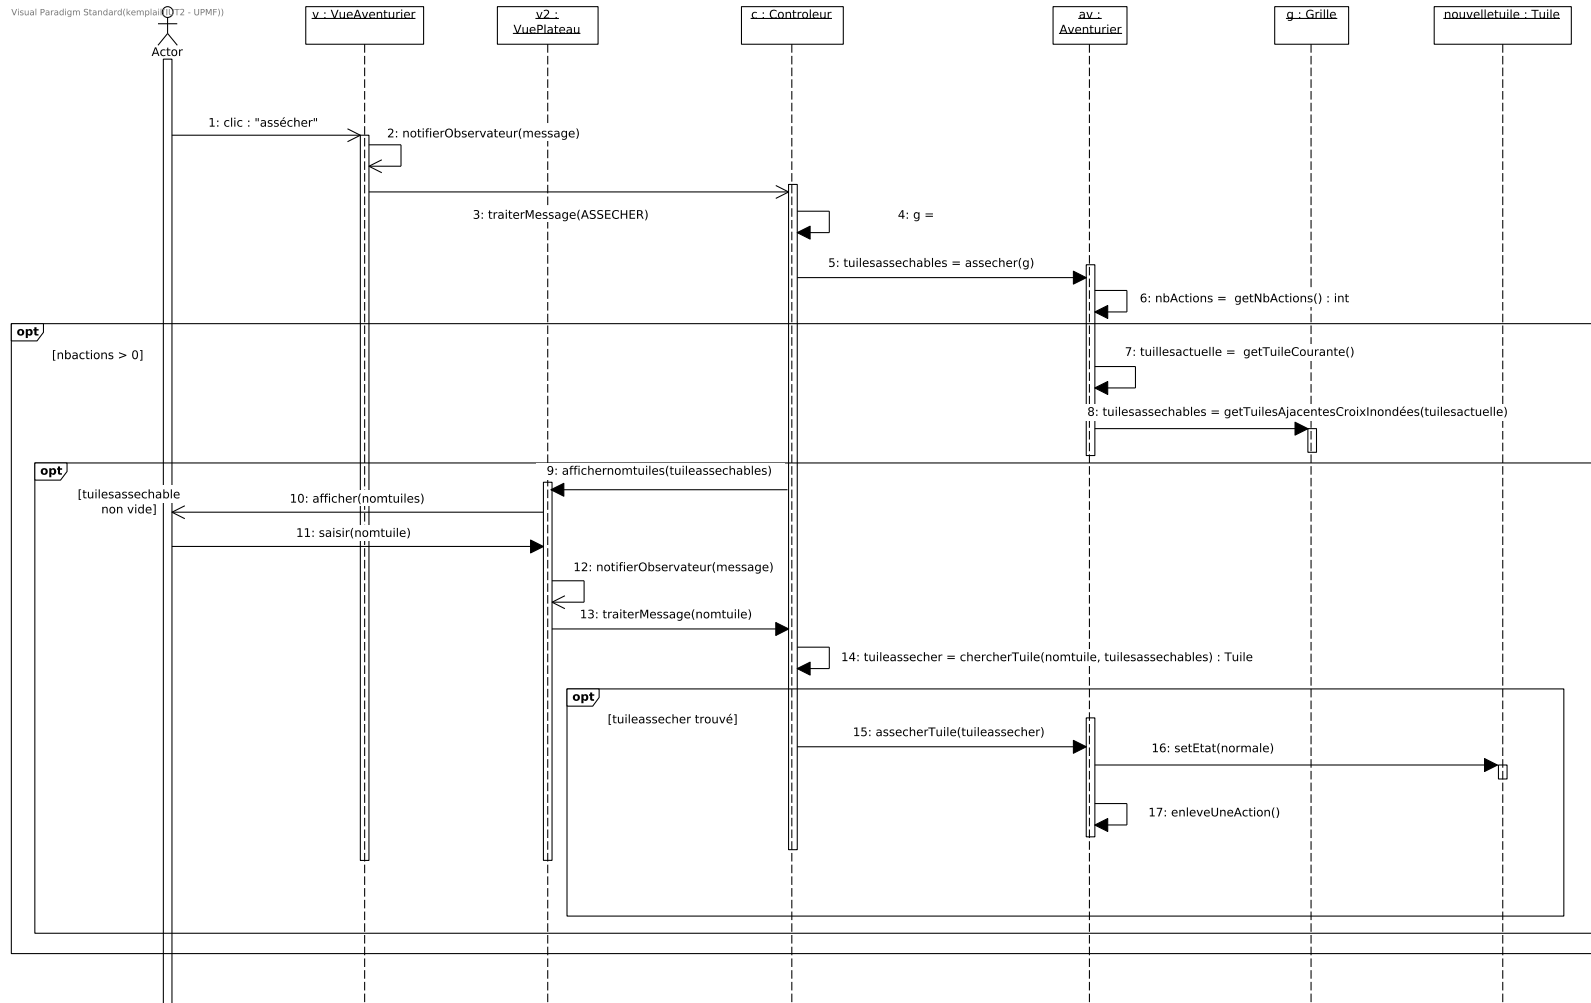 Visual Paradigm Standard(kemplail(IUT2 - UPMF))
Actor
v : VueAventurier
v2 :
VuePlateau
c : Controleur
av :
Aventurier
g : Grille
nouvelletuile : Tuile
1: clic : "assécher"
2: notifierObservateur(message)
3: traiterMessage(ASSECHER)
4: g =
5: tuilesassechables = assecher(g)
6: nbActions =  getNbActions() : int
opt
[nbactions > 0]
7: tuillesactuelle =  getTuileCourante()
8: tuilesassechables = getTuilesAjacentesCroixInondées(tuilesactuelle)
opt
[tuilesassechable
non vide]
9: affichernomtuiles(tuileassechables)
10: afficher(nomtuiles)
11: saisir(nomtuile)
12: notifierObservateur(message)
13: traiterMessage(nomtuile)
14: tuileassecher = chercherTuile(nomtuile, tuilesassechables) : Tuile
opt
[tuileassecher trouvé]
15: assecherTuile(tuileassecher)
16: setEtat(normale)
17: enleveUneAction()